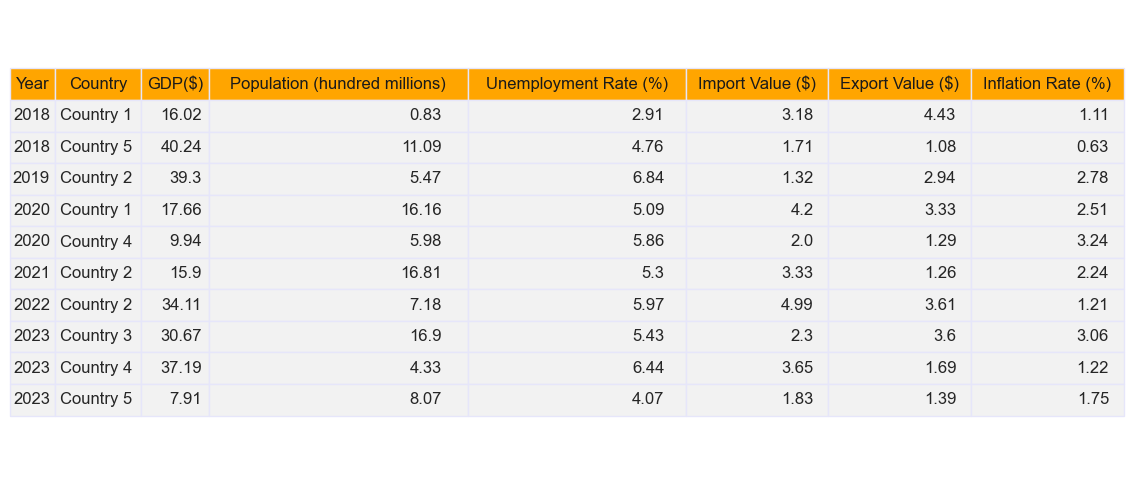 Year Country GDP($) Population (hundred millions) Unemployment Rate (%) Import Value ($) Export Value ($) Inflation Rate (%)
2018 Country 1 16.02 0.83 2.91 3.18 4.43 1.11
2018 Country 5 40.24 11.09 4.76 1.71 1.08 0.63
2019 Country 2 39.3 5.47 6.84 1.32 2.94 2.78
2020 Country 1 17.66 16.16 5.09 4.2 3.33 2.51
2020 Country 4 9.94 5.98 5.86 2.0 1.29 3.24
2021 Country 2 15.9 16.81 5.3 3.33 1.26 2.24
2022 Country 2 34.11 7.18 5.97 4.99 3.61 1.21
2023 Country 3 30.67 16.9 5.43 2.3 3.6 3.06
2023 Country 4 37.19 4.33 6.44 3.65 1.69 1.22
2023 Country 5 7.91 8.07 4.07 1.83 1.39 1.75